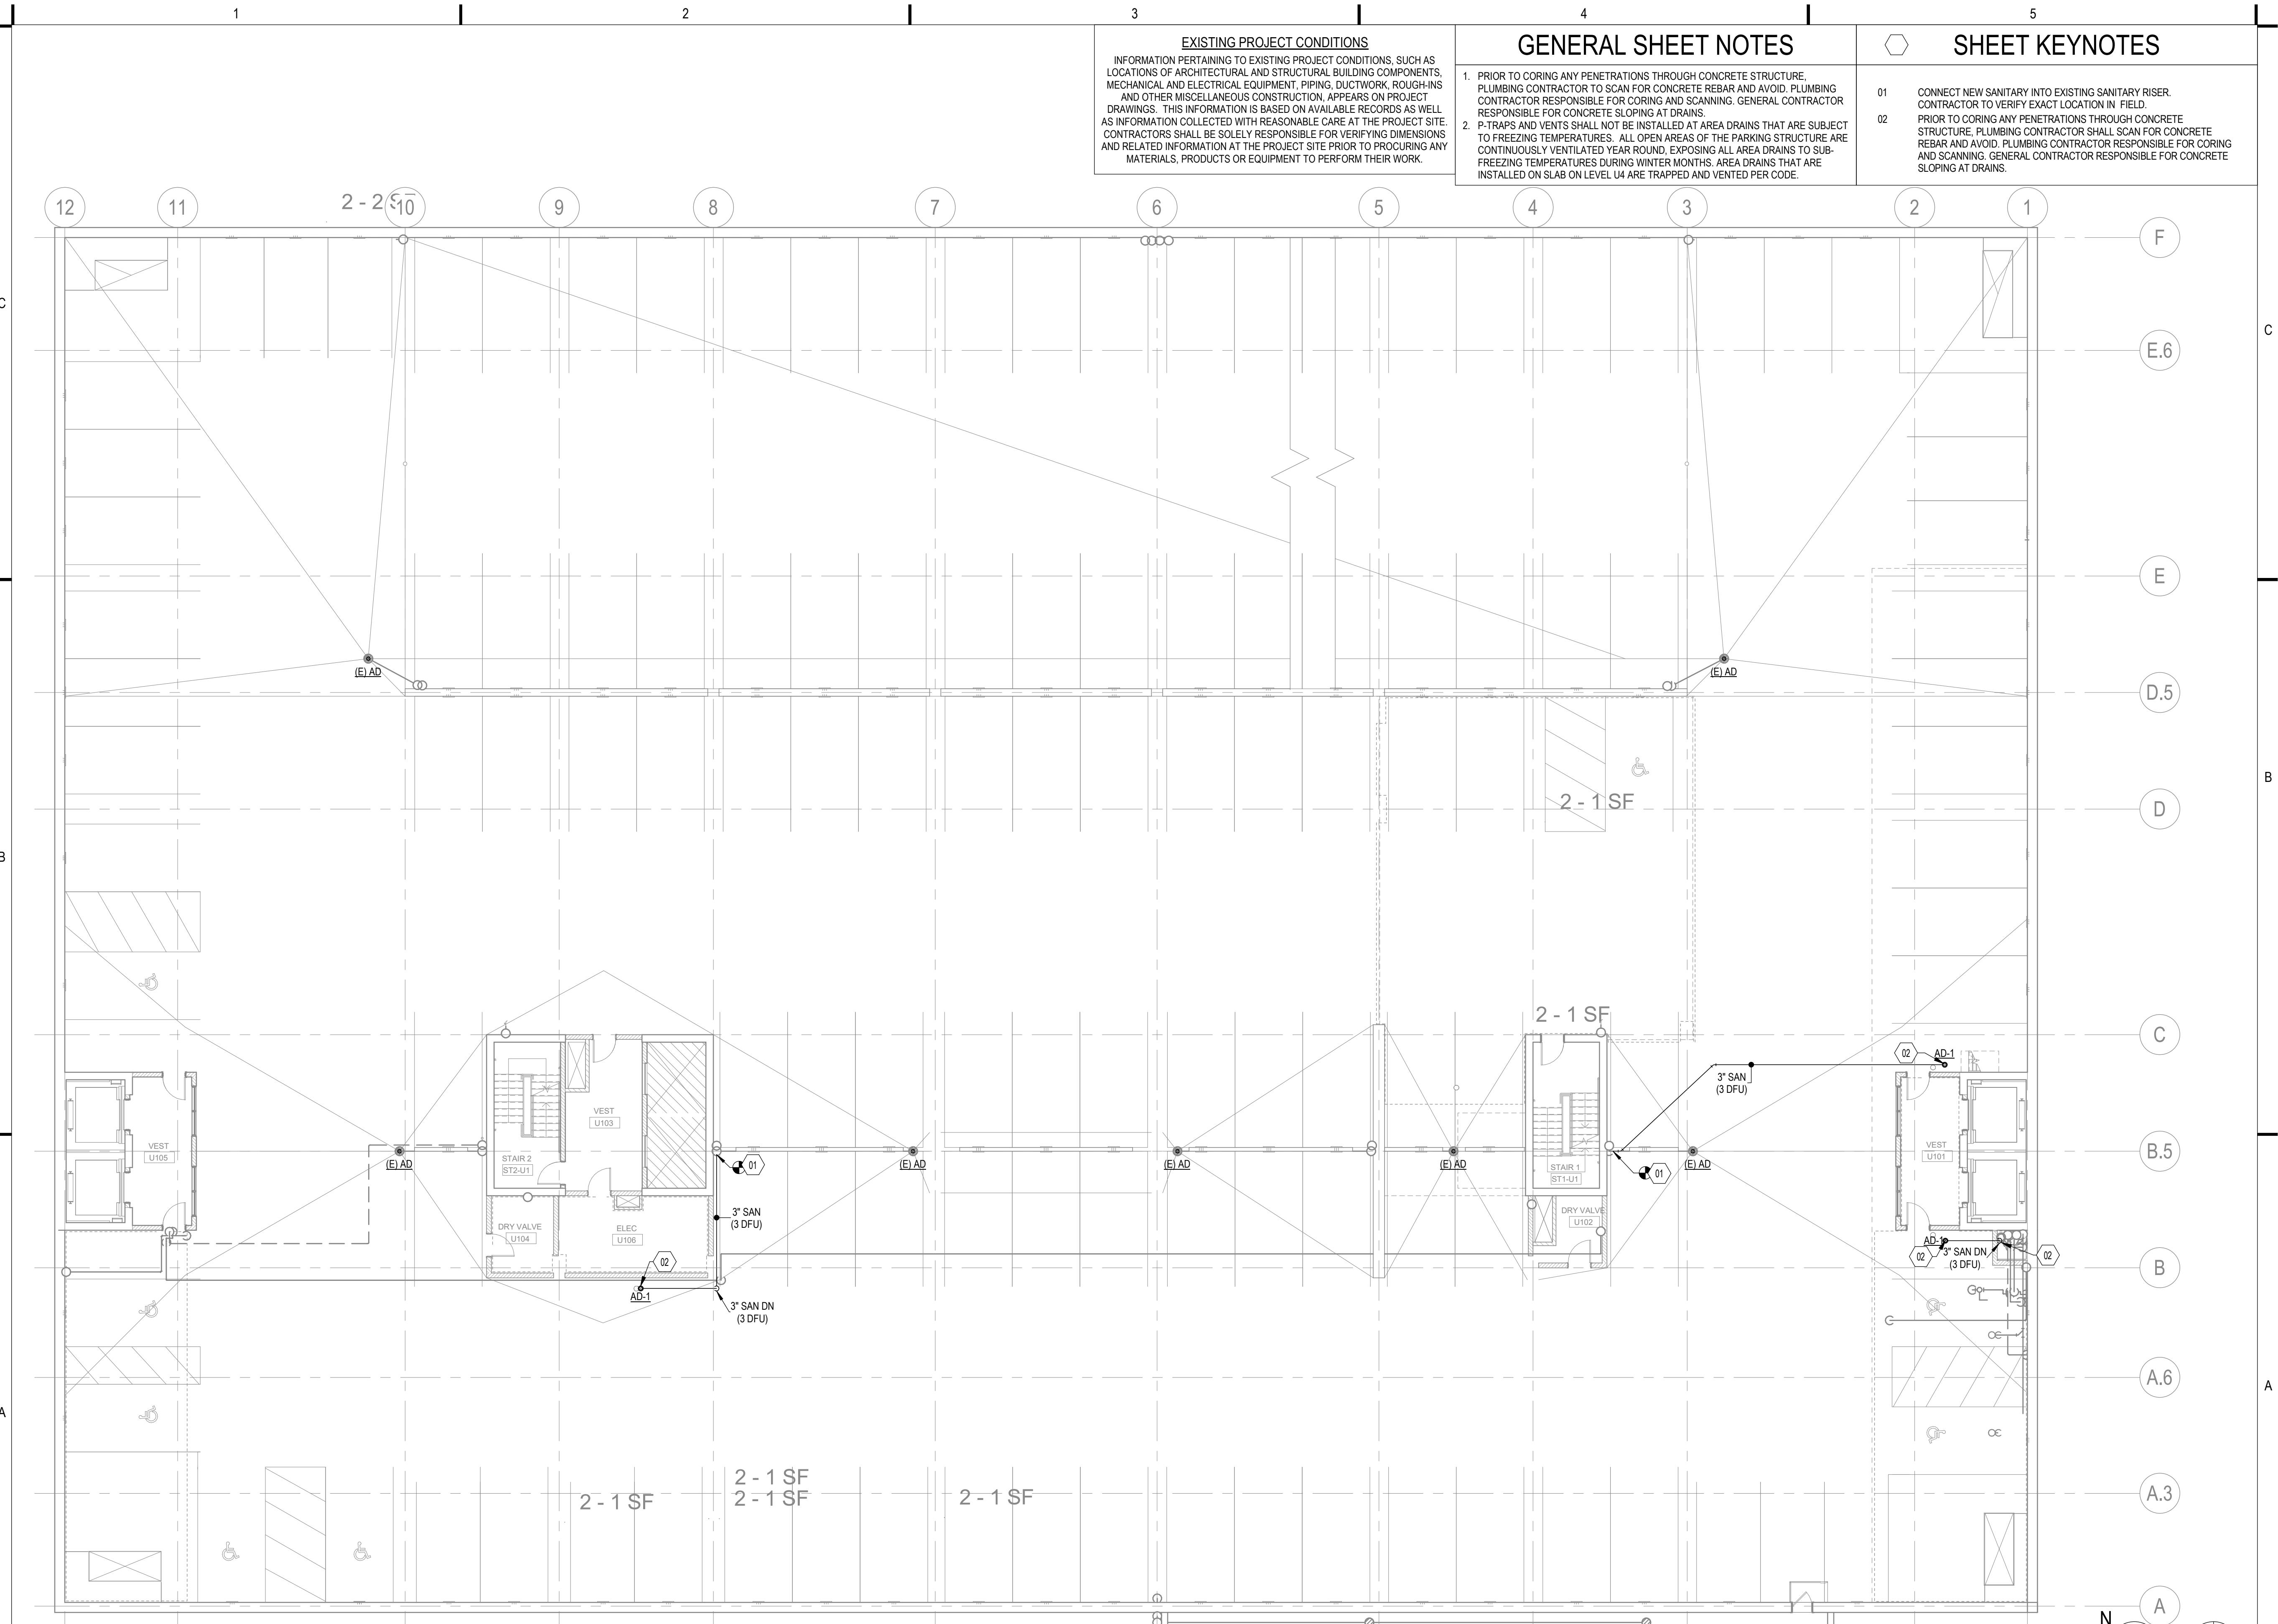 1
2
3
4
5
EXISTING PROJECT CONDITIONS
INFORMATION PERTAINING TO EXISTING PROJECT CONDITIONS, SUCH AS
LOCATIONS OF ARCHITECTURAL AND STRUCTURAL BUILDING COMPONENTS,
MECHANICAL AND ELECTRICAL EQUIPMENT, PIPING, DUCTWORK, ROUGH-INS
AND OTHER MISCELLANEOUS CONSTRUCTION, APPEARS ON PROJECT
DRAWINGS. THIS INFORMATION IS BASED ON AVAILABLE RECORDS AS WELL
AS INFORMATION COLLECTED WITH REASONABLE CARE AT THE PROJECT SITE.
CONTRACTORS SHALL BE SOLELY RESPONSIBLE FOR VERIFYING DIMENSIONS
AND RELATED INFORMATION AT THE PROJECT SITE PRIOR TO PROCURING ANY
MATERIALS, PRODUCTS OR EQUIPMENT TO PERFORM THEIR WORK.
GENERAL SHEET NOTES
1. PRIOR TO CORING ANY PENETRATIONS THROUGH CONCRETE STRUCTURE,
PLUMBING CONTRACTOR TO SCAN FOR CONCRETE REBAR AND AVOID. PLUMBING
CONTRACTOR RESPONSIBLE FOR CORING AND SCANNING. GENERAL CONTRACTOR
RESPONSIBLE FOR CONCRETE SLOPING AT DRAINS.
2. P-TRAPS AND VENTS SHALL NOT BE INSTALLED AT AREA DRAINS THAT ARE SUBJECT
TO FREEZING TEMPERATURES. ALL OPEN AREAS OF THE PARKING STRUCTURE ARE
CONTINUOUSLY VENTILATED YEAR ROUND, EXPOSING ALL AREA DRAINS TO SUB-
FREEZING TEMPERATURES DURING WINTER MONTHS. AREA DRAINS THAT ARE
INSTALLED ON SLAB ON LEVEL U4 ARE TRAPPED AND VENTED PER CODE.
SHEET KEYNOTES
01 CONNECT NEW SANITARY INTO EXISTING SANITARY RISER.
CONTRACTOR TO VERIFY EXACT LOCATION IN FIELD.
02 PRIOR TO CORING ANY PENETRATIONS THROUGH CONCRETE
STRUCTURE, PLUMBING CONTRACTOR SHALL SCAN FOR CONCRETE
REBAR AND AVOID. PLUMBING CONTRACTOR RESPONSIBLE FOR CORING
AND SCANNING. GENERAL CONTRACTOR RESPONSIBLE FOR CONCRETE
SLOPING AT DRAINS.
2 - 2 S
12
11
10
9
8
7
6
5
4
3
2
1
F
C
C
E.6
E
(E) AD
(E) AD
D.5
B
2 - 1 SF
D
B
2 - 1 SF
C
02
AD-1
3" SAN
(3 DFU)
VEST
U103
VEST
U105
VEST
U101
STAIR 2
ST2-U1
STAIR 1
ST1-U1
01
01
(E) AD
(E) AD
(E) AD
(E) AD
(E) AD
B.5
3" SAN
(3 DFU)
DRY VALVE
U104
ELEC
U106
DRY VALVE
U102
02
AD-1
3" SAN DN
(3 DFU)
AD-1
02
3" SAN DN
(3 DFU)
02
B
A.6
A
A
2 - 1 SF
2 - 1 SF
2 - 1 SF
2 - 1 SF
A.3
A
N